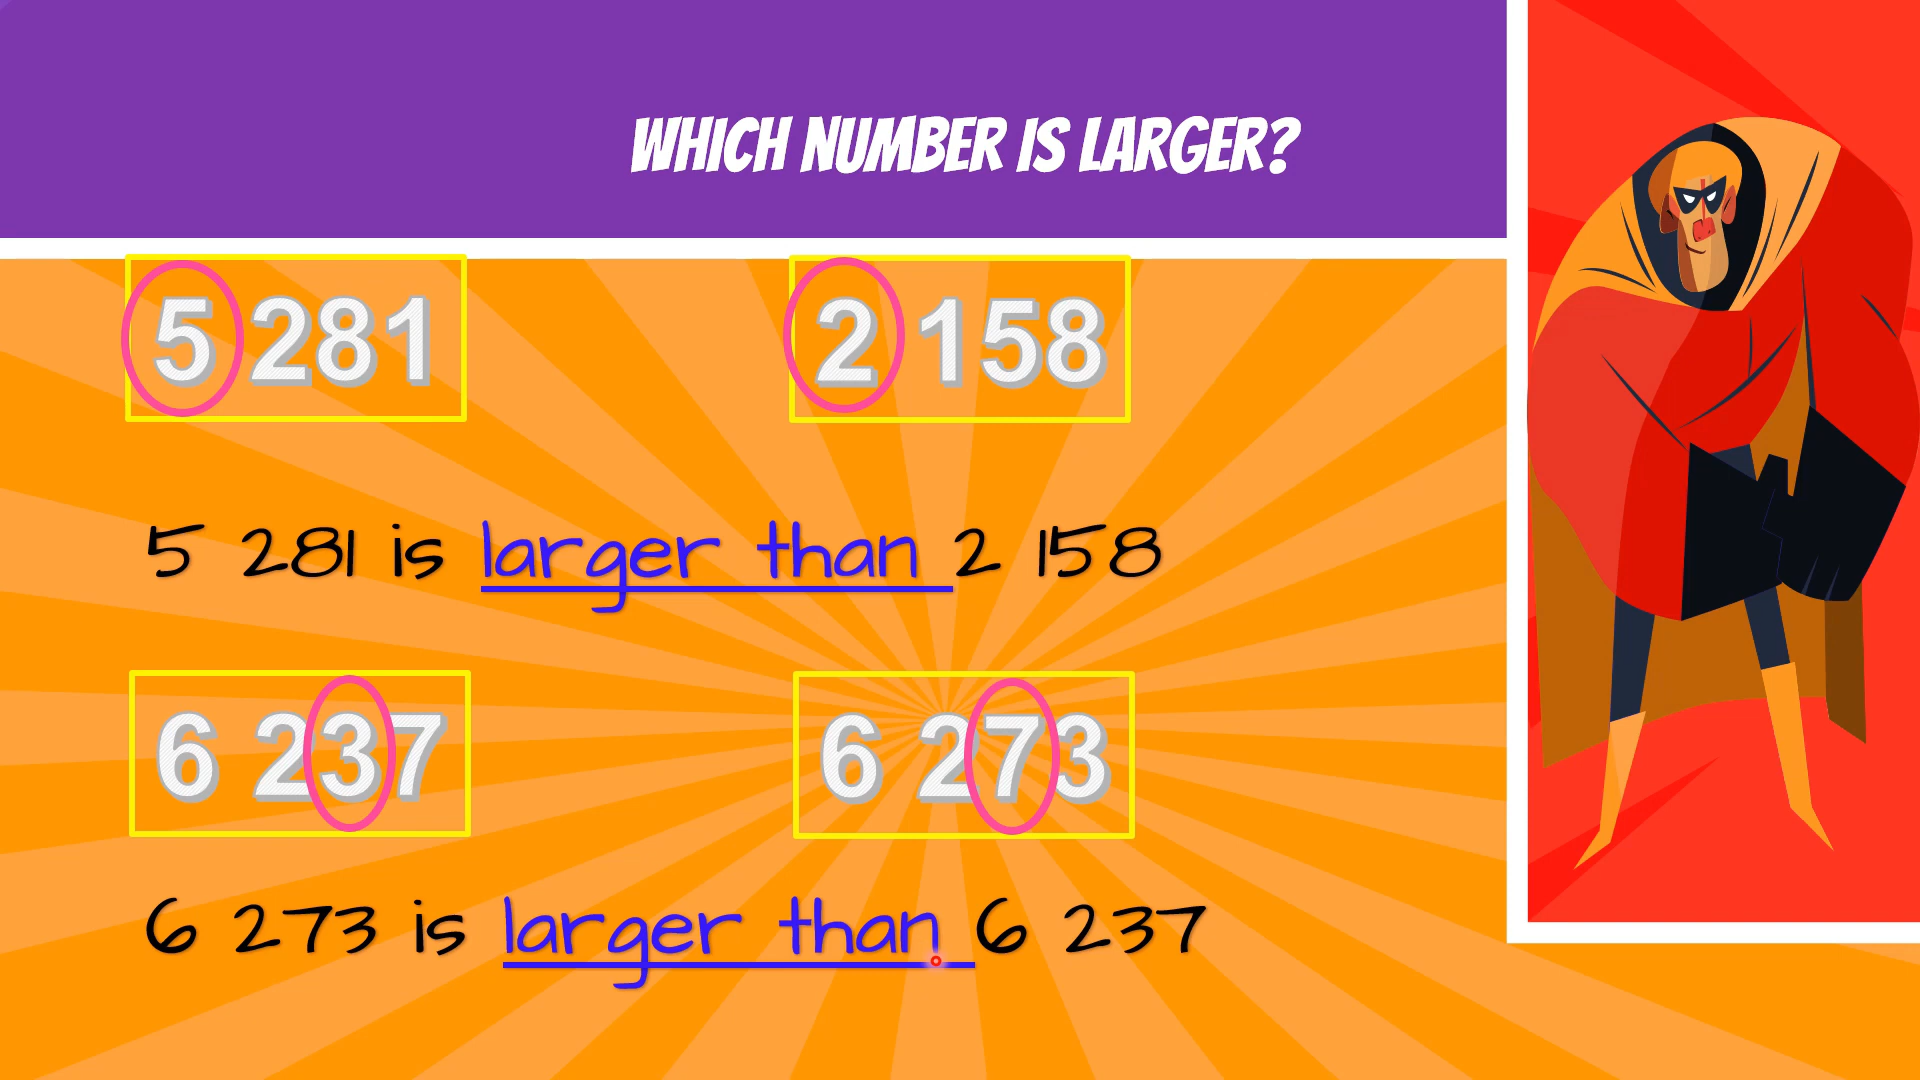 WHICH NUMBER IS LARGER?
5 281 2 158
5 281 is larger than 2 158
6 237 6 273
6 273 is larger than 6 237